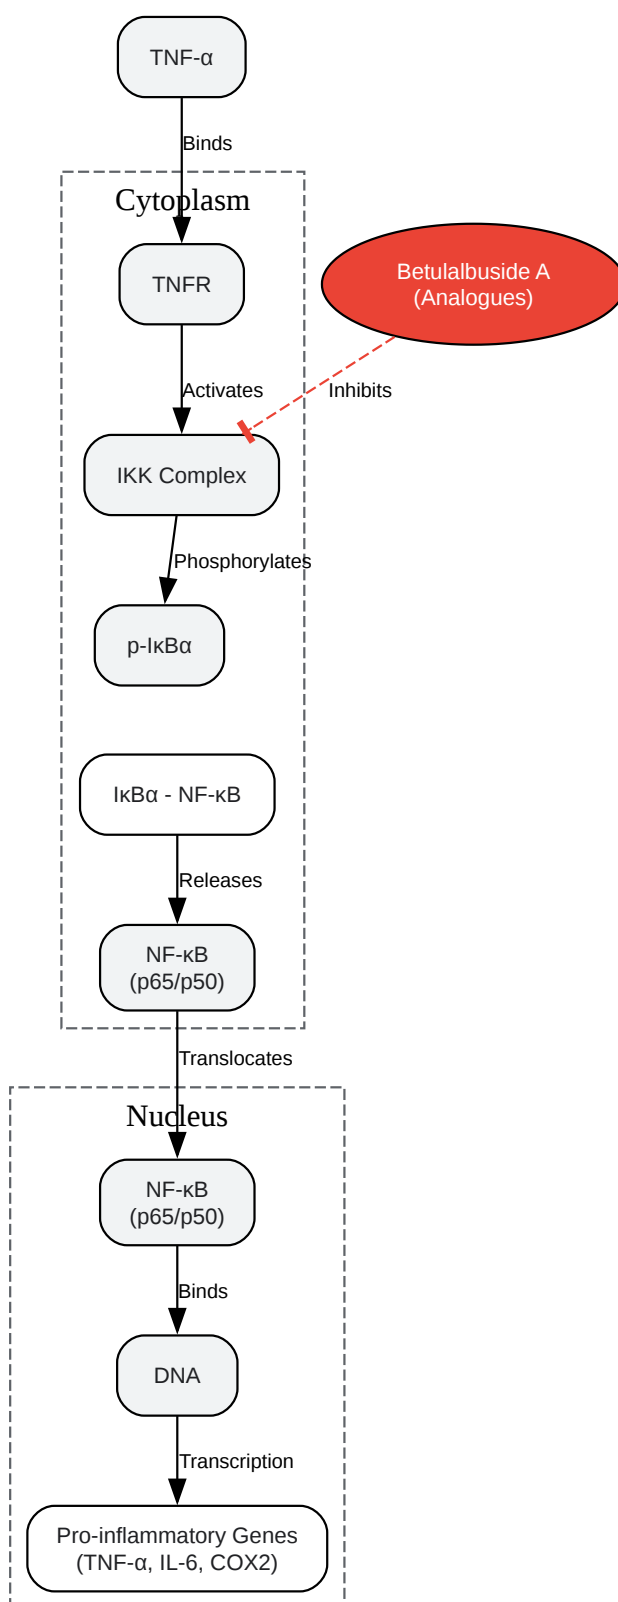 TNF-α
Binds
Cytoplasm
TNFR
Betulalbuside A
(Analogues)
Activates
Inhibits
IKK Complex
Phosphorylates
p-IκBα
IκBα - NF-κB
Releases
NF-κB
(p65/p50)
Translocates
Nucleus
NF-κB
(p65/p50)
Binds
DNA
Transcription
Pro-inflammatory Genes
(TNF-α, IL-6, COX2)